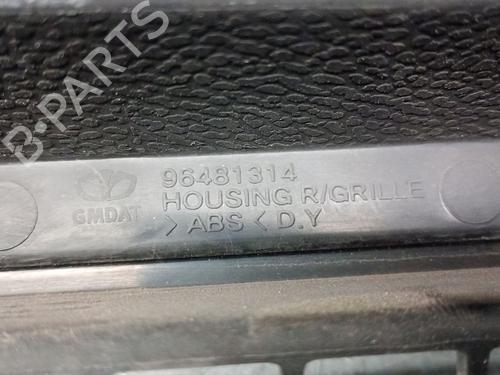 B-PARTS
96481314
GMDAT
HOUSING R/GRILLE
> ABS < D.Y